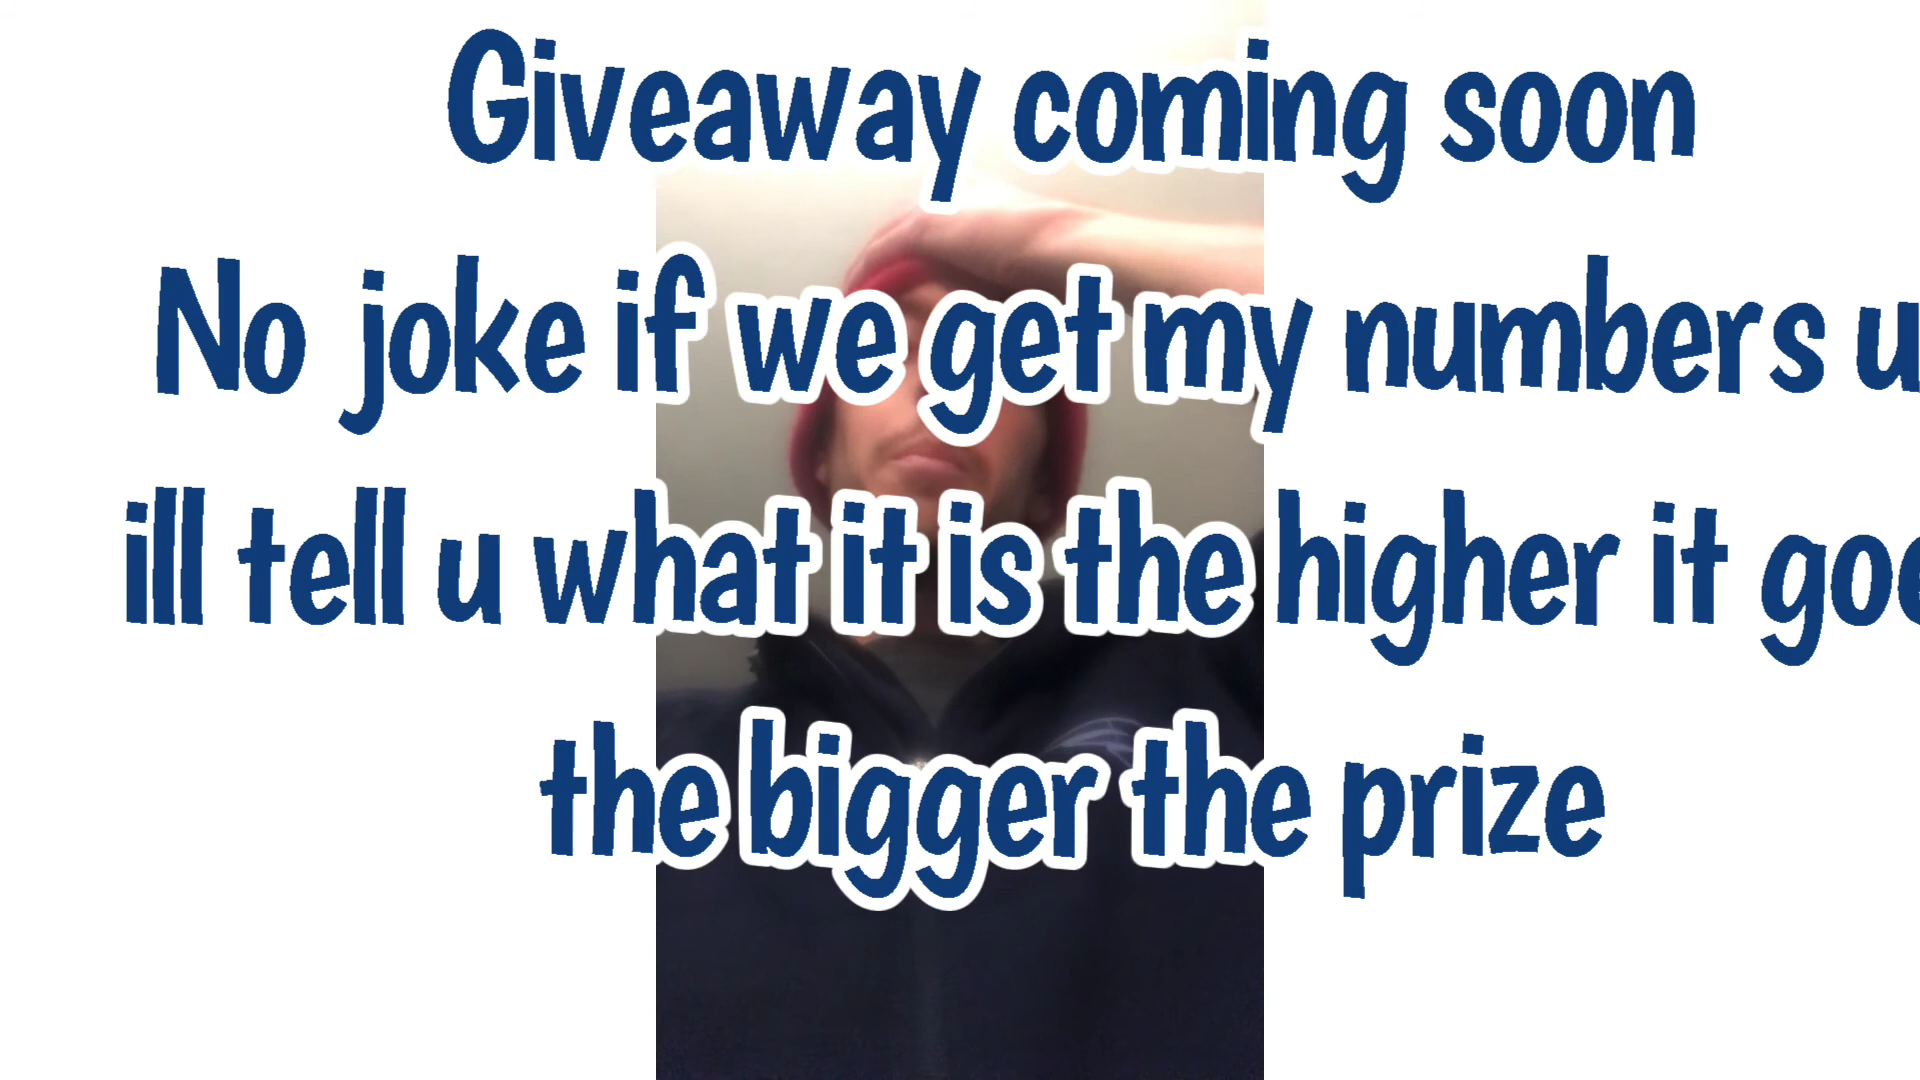 Giveaway coming soon
No joke if we get my numbers u
ill tell u what it is the higher it goe
the bigger the prize